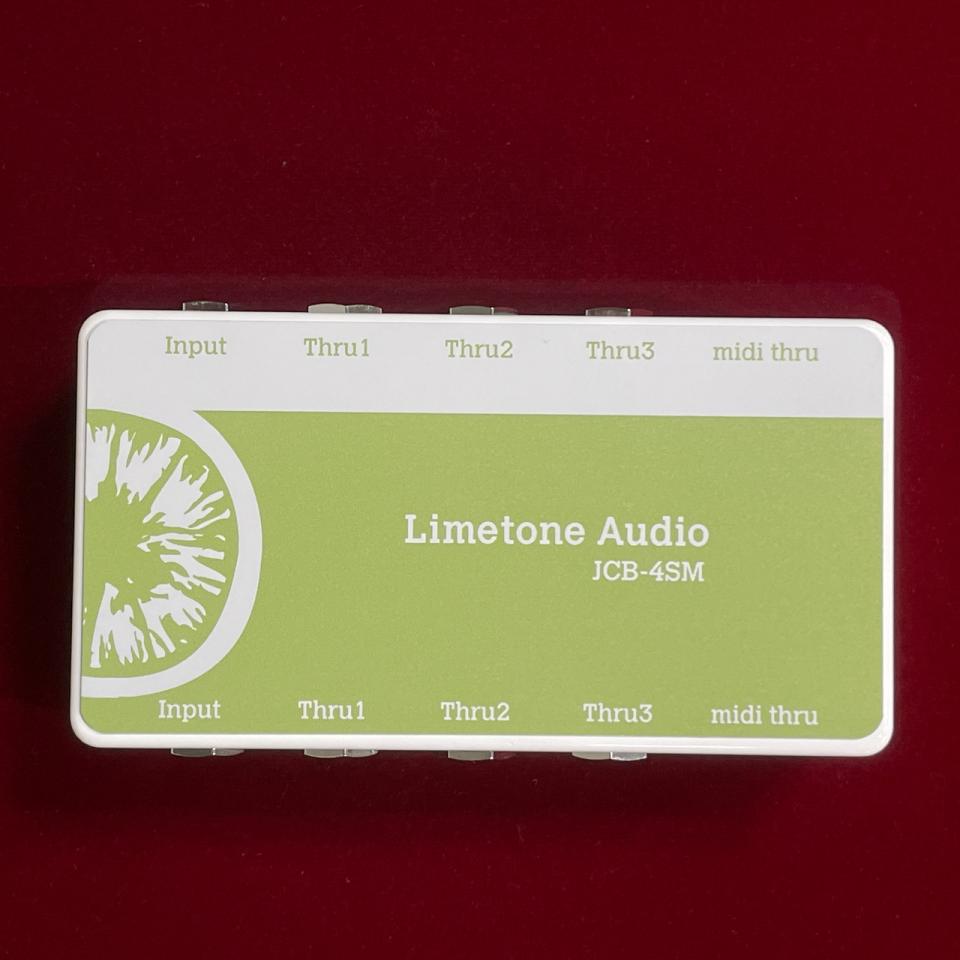 Input Thru1 Thru2 Thru3 midi thru
Limetone Audio
JCB-4SM
Input Thru1 Thru2 Thru3 midi thru